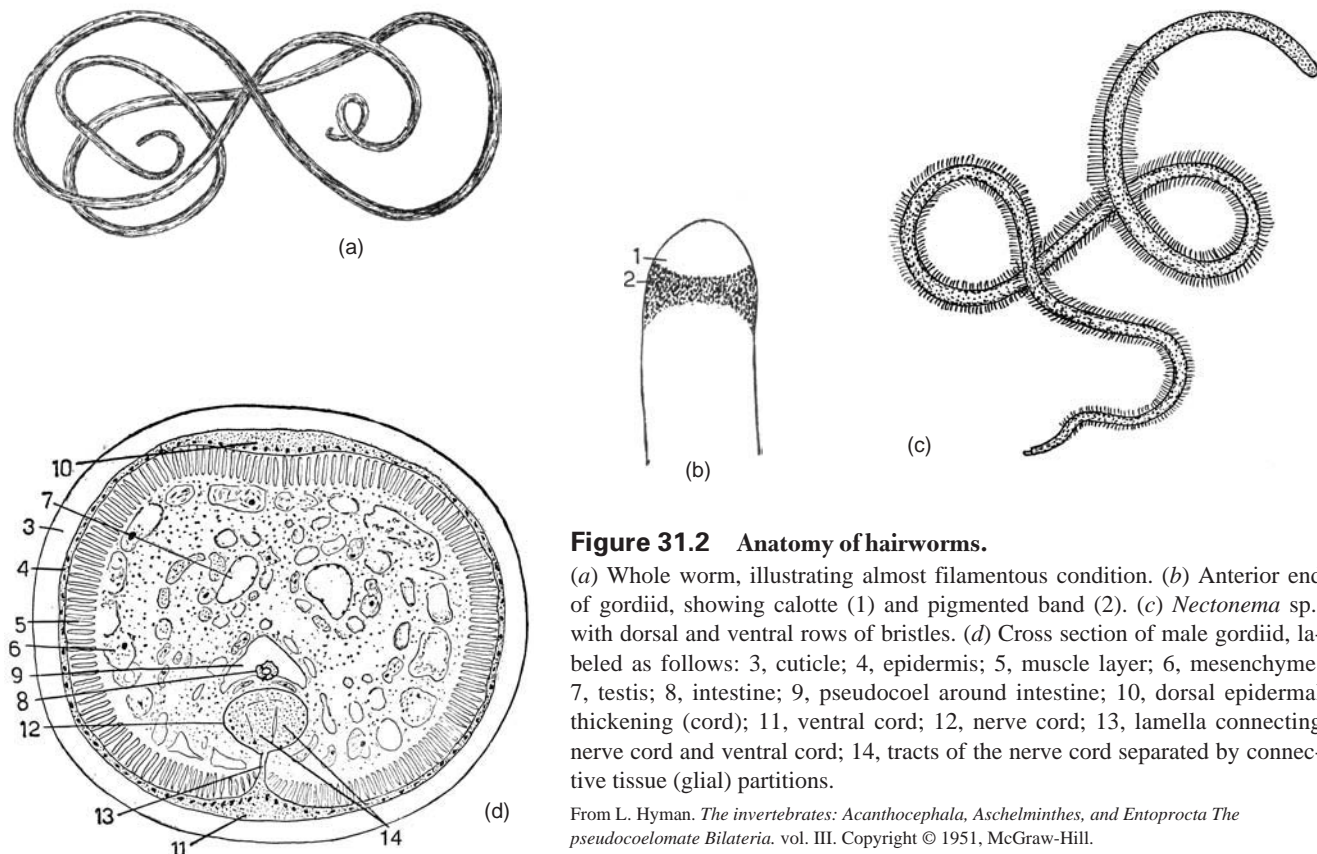 (a)
1
2
(b)
(c)
10
7
3
4
5
6
9
8
12
13
11
14
(d)
Figure 31.2 Anatomy of hairworms.
(a) Whole worm, illustrating almost filamentous condition. (b) Anterior end
of gordiid, showing calotte (1) and pigmented band (2). (c) Nectonema sp.
with dorsal and ventral rows of bristles. (d) Cross section of male gordiid, la-
beled as follows: 3, cuticle; 4, epidermis; 5, muscle layer; 6, mesenchyme
7, testis; 8, intestine; 9, pseudocoel around intestine; 10, dorsal epidermal
thickening (cord); 11, ventral cord; 12, nerve cord; 13, lamella connecting
nerve cord and ventral cord; 14, tracts of the nerve cord separated by connec-
tive tissue (glial) partitions.
From L. Hyman. The invertebrates: Acanthocephala, Aschelminthes, and Entoprocta The
pseudocoelomate Bilateria. vol. III. Copyright © 1951, McGraw-Hill.